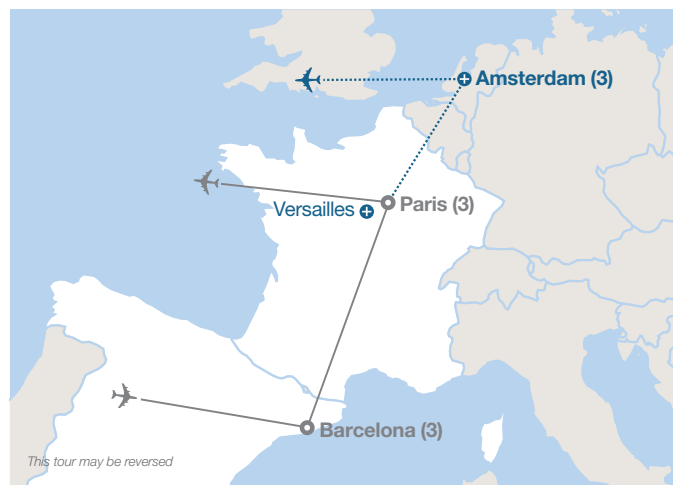 Amsterdam (3)
Versailles
Paris (3)
Barcelona (3)
This tour may be reversed